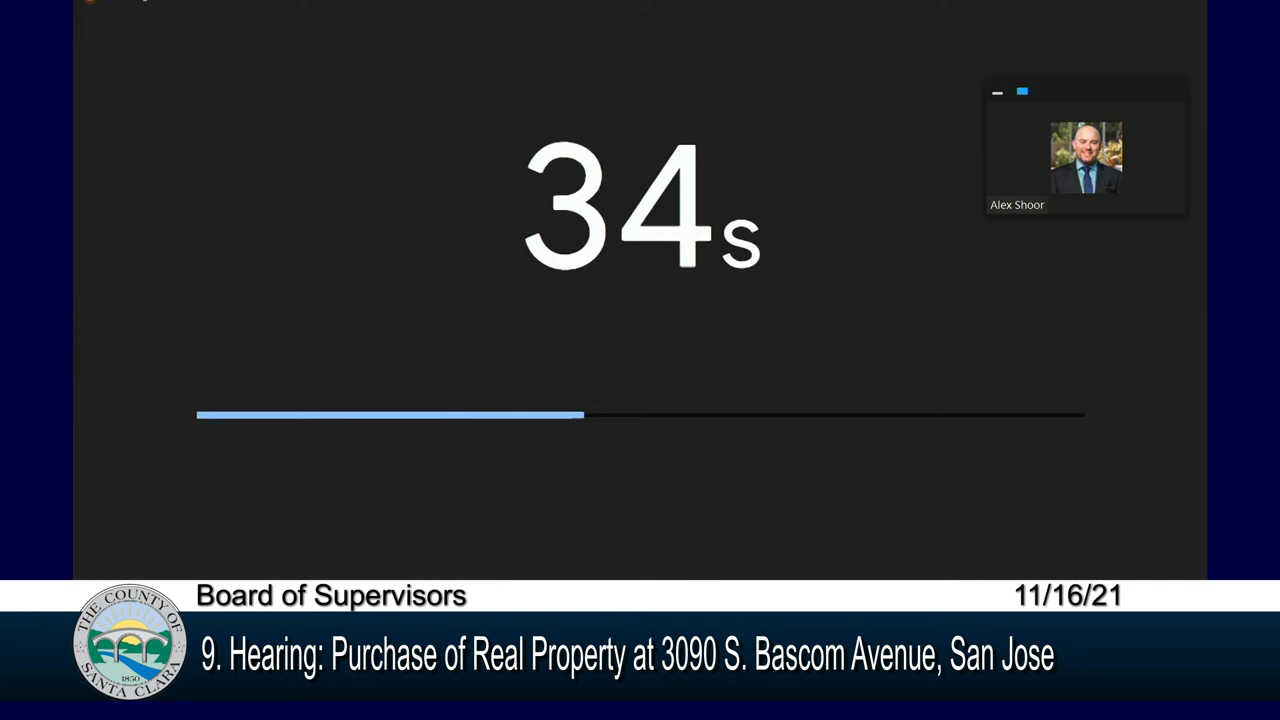 34s
Alex Shoor
Board of Supervisors
11/16/21
THE COUNTY OF
SANTA CLARA
1850
9. Hearing: Purchase of Real Property at 3090 S. Bascom Avenue, San Jose